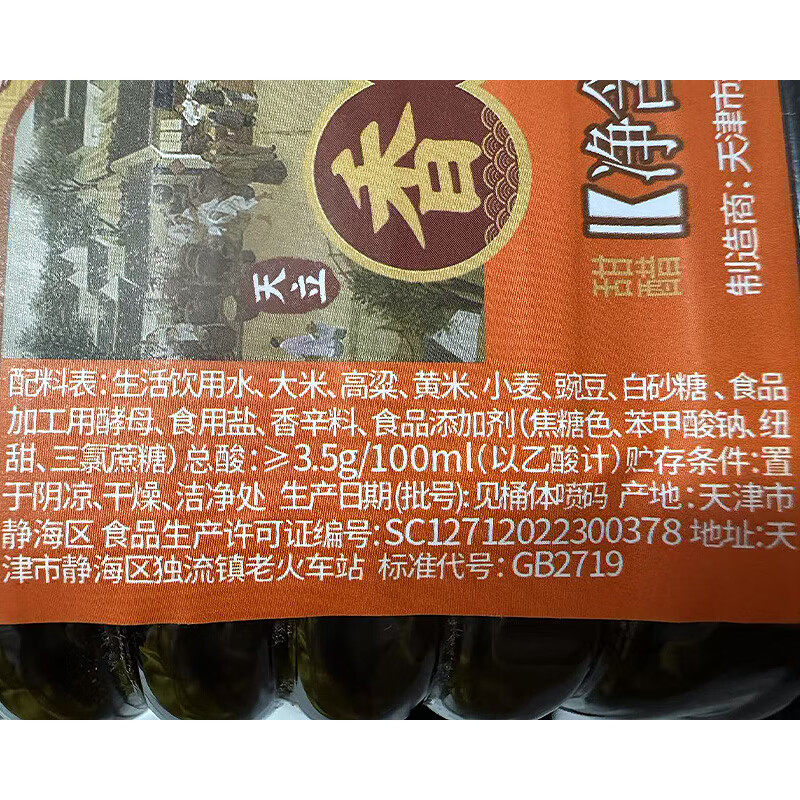 香
天立
甜醋
净含
制造商:天津市
配料表:生活饮用水、大米、高粱、黄米、小麦、豌豆、白砂糖、食品
加工用酵母、食用盐、香辛料、食品添加剂(焦糖色、苯甲酸钠、纽
甜、三氯蔗糖)总酸:≥3.5g/100ml(以乙酸计)贮存条件:置
于阴凉、干燥、洁净处 生产日期(批号):见桶体喷码 产地:天津市
静海区 食品生产许可证编号:SC12712022300378 地址:天
津市静海区独流镇老火车站 标准代号:GB2719